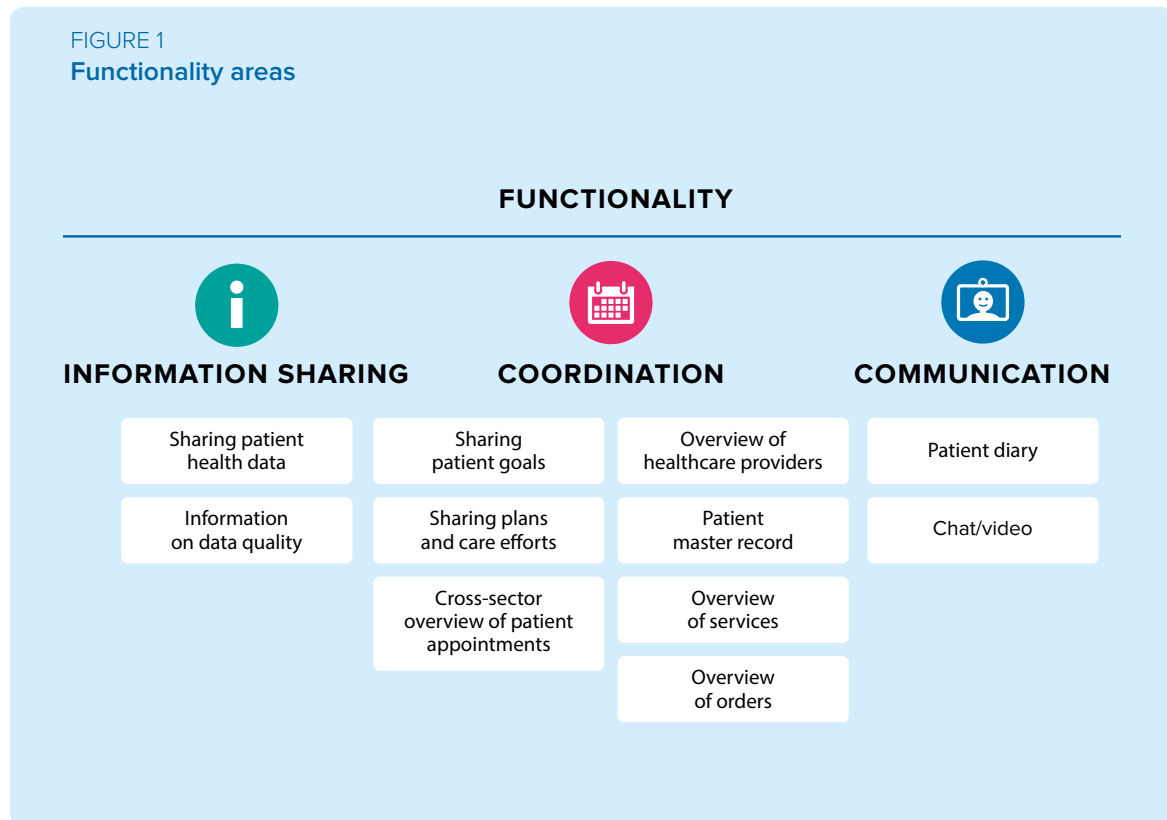 FIGURE 1
Functionality areas
FUNCTIONALITY
INFORMATION SHARING
Sharing patient
health data
Information
on data quality
COORDINATION
Sharing
patient goals
Sharing plans
and care efforts
Cross-sector
overview of patient
appointments
Overview of
healthcare providers
Patient
master record
Overview
of services
Overview
of orders
COMMUNICATION
Patient diary
Chat/video